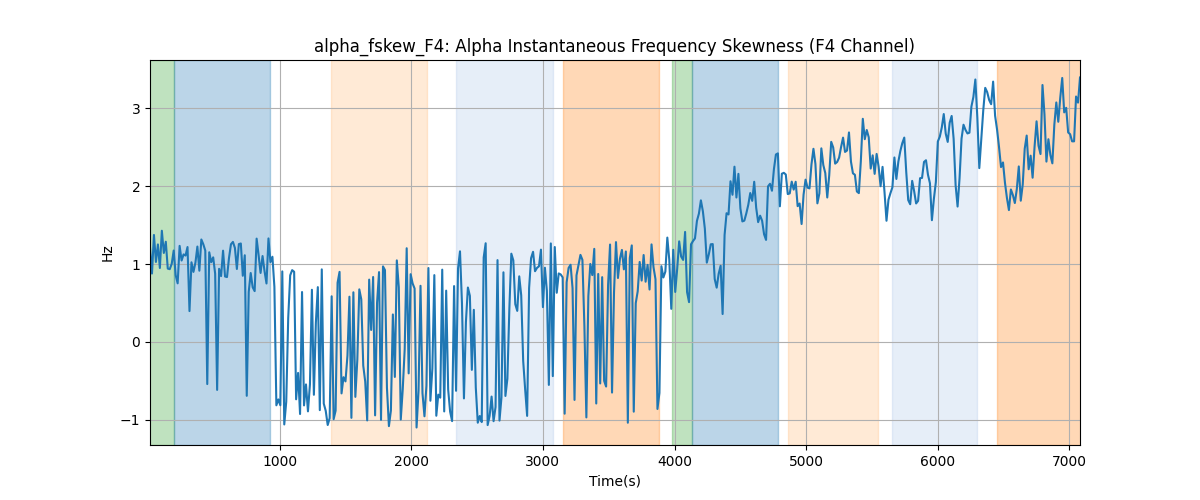 alpha_fskew_F4: Alpha Instantaneous Frequency Skewness (F4 Channel)
Hz
3
2
1
0
−1
1000 2000 3000 4000 5000 6000 7000
Time(s)